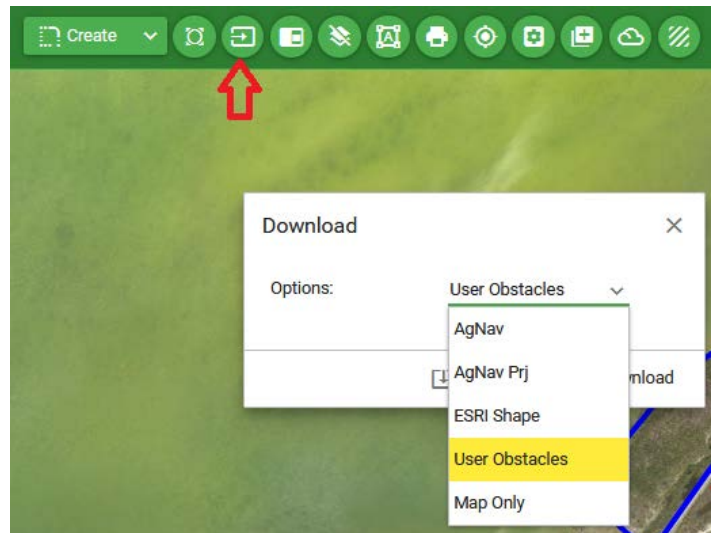 Create
A
Download
Options:
User Obstacles
AgNav
AgNav Prj
nload
ESRI Shape
User Obstacles
Map Only